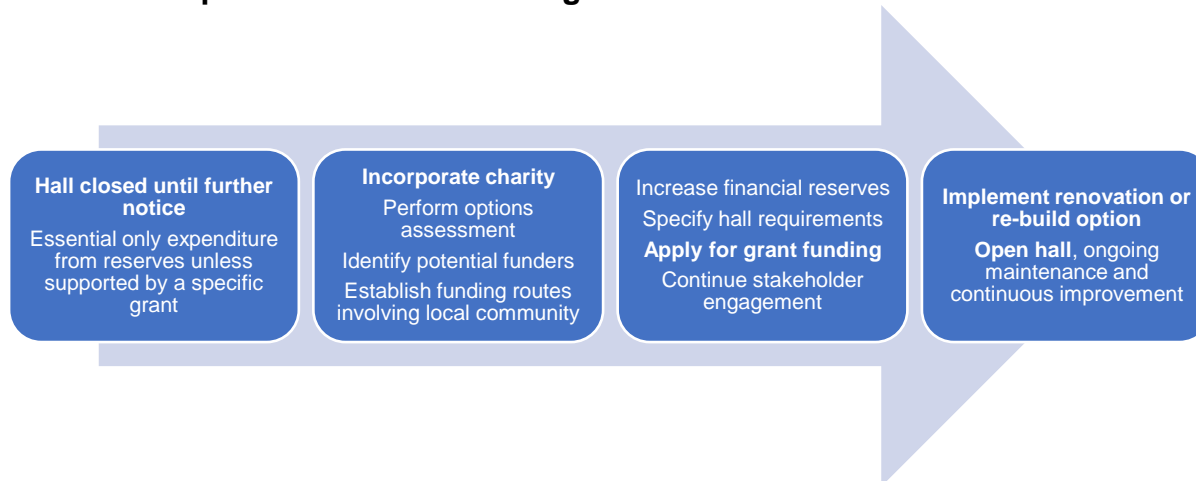 Hall closed until further
notice
Essential only expenditure
from reserves unless
supported by a specific
grant
Incorporate charity
Perform options
assessment
Identify potential funders
Establish funding routes
involving local community
Increase financial reserves
Specify hall requirements
Apply for grant funding
Continue stakeholder
engagement
Implement renovation or
re-build option
Open hall, ongoing
maintenance and
continuous improvement